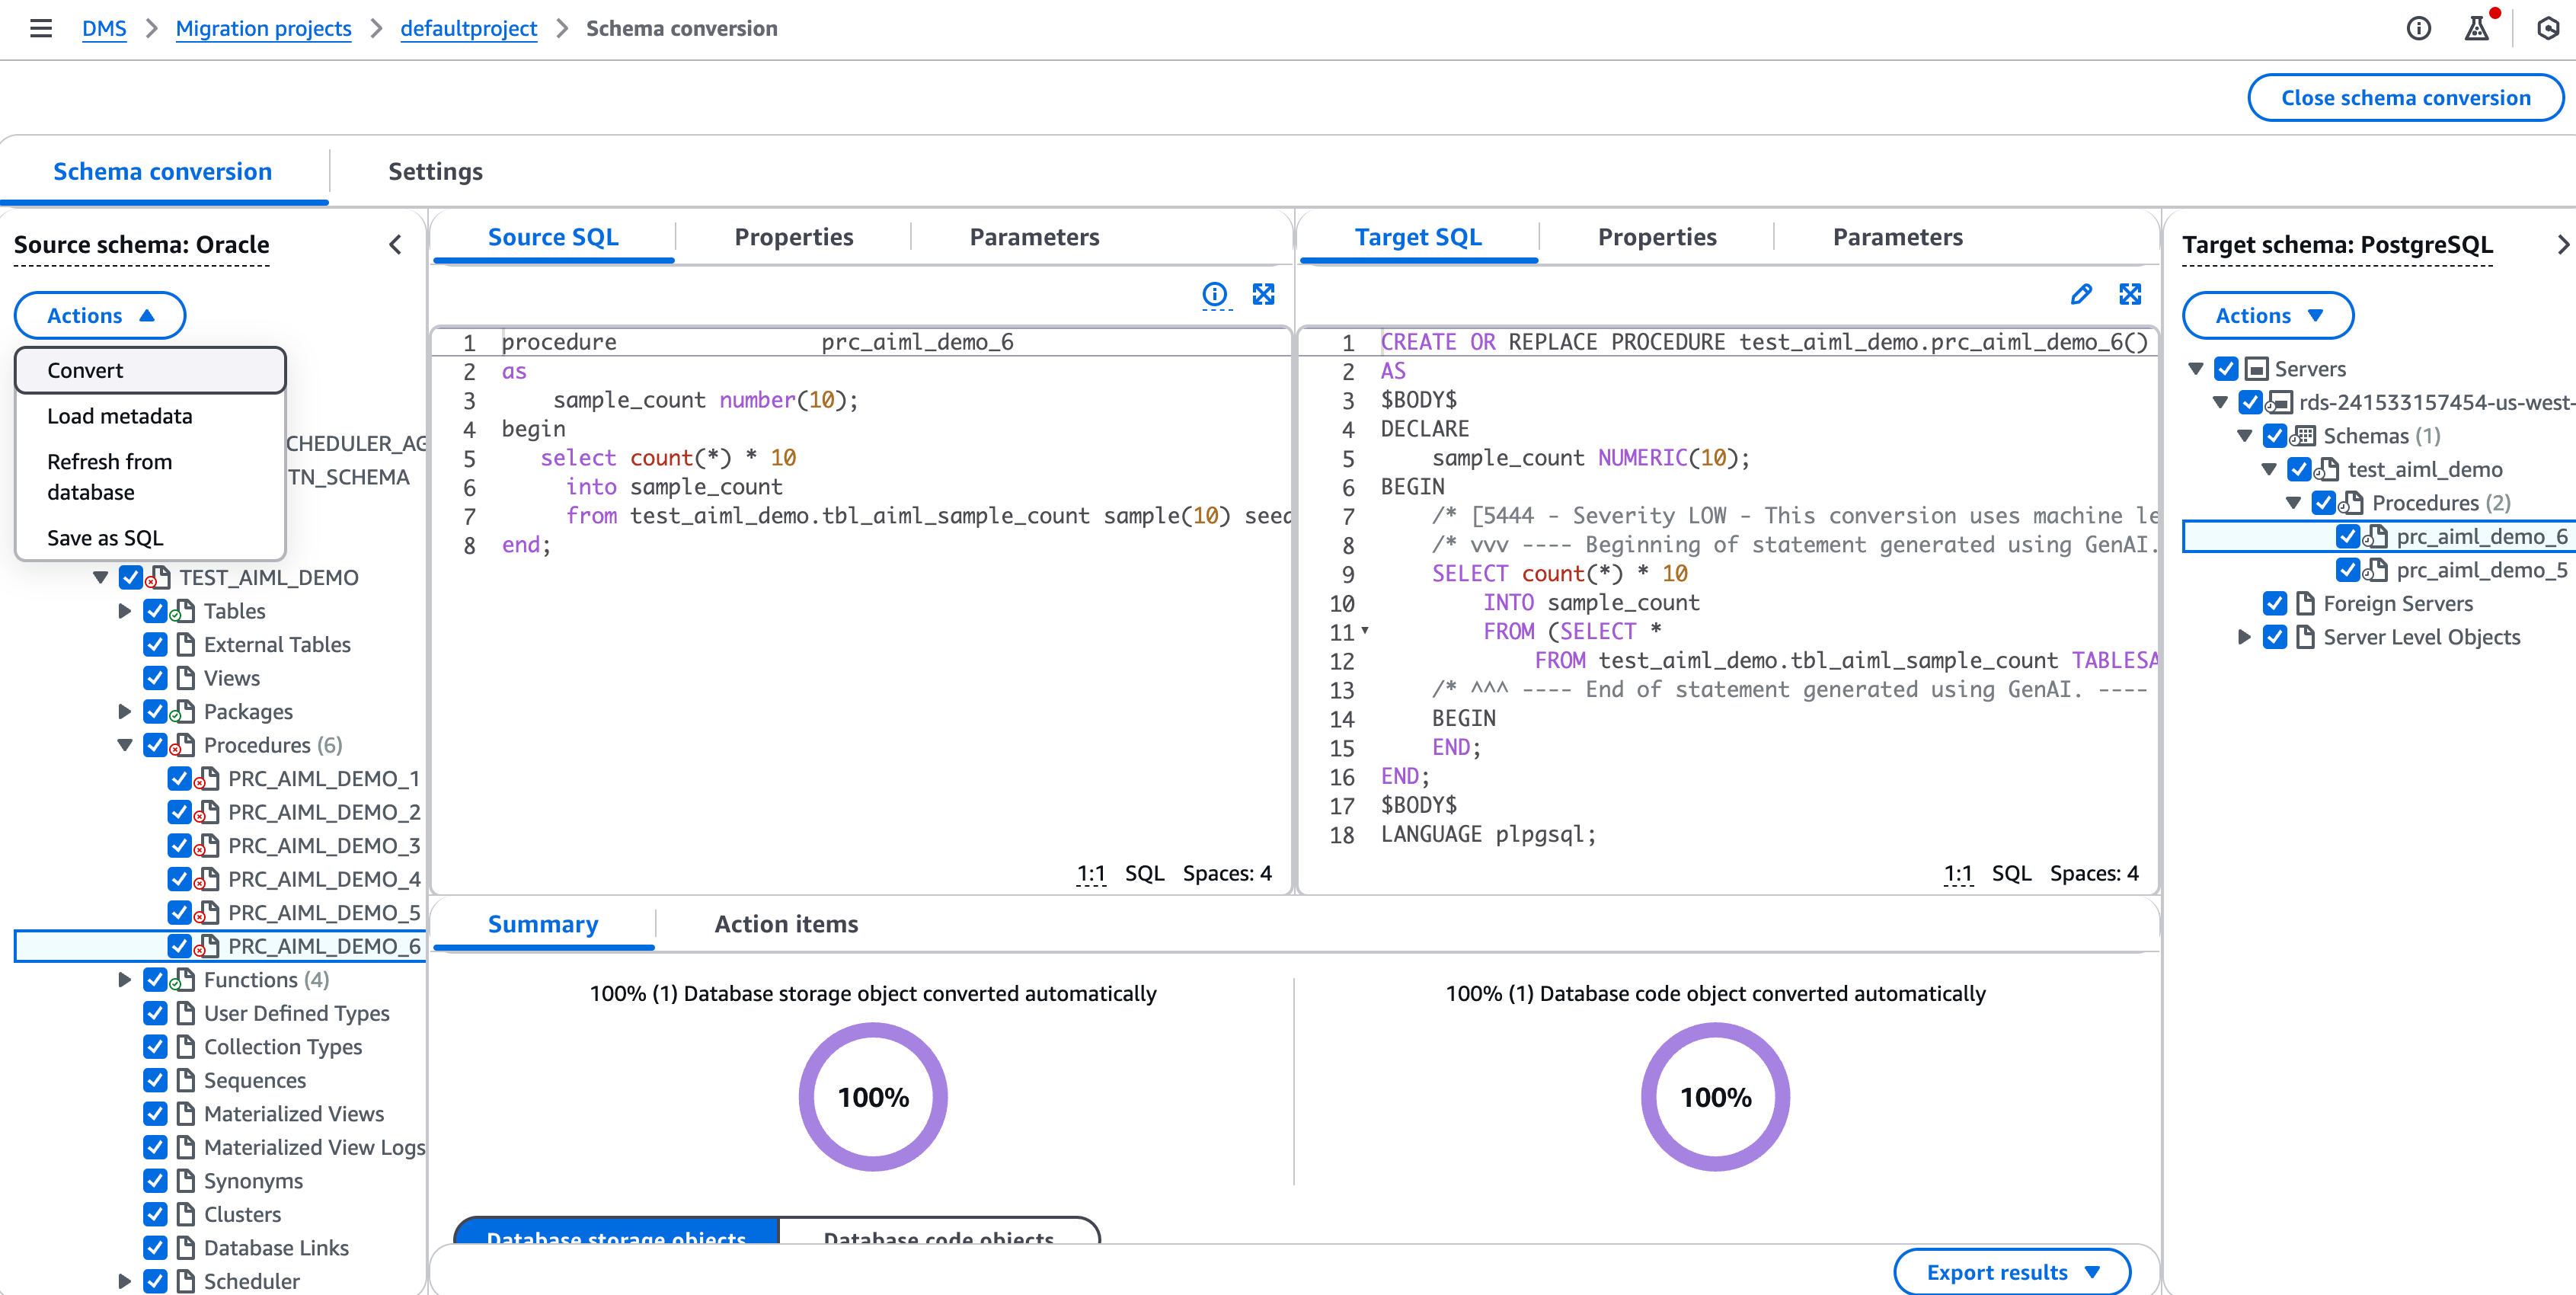 DMS > Migration projects > defaultproject > Schema conversion
Close schema conversion
Schema conversion
Settings
Source schema: Oracle
Actions
Convert
Load metadata
Refresh from
database
Save as SQL
CHEDULER_AG
TN_SCHEMA
TEST_AIML_DEMO
Tables
External Tables
Views
Packages
Procedures (6)
PRC_AIML_DEMO_1
PRC_AIML_DEMO_2
PRC_AIML_DEMO_3
PRC_AIML_DEMO_4
PRC_AIML_DEMO_5
PRC_AIML_DEMO_6
Functions (4)
User Defined Types
Collection Types
Sequences
Materialized Views
Materialized View Logs
Synonyms
Clusters
Database Links
Scheduler
Source SQL
Properties
Parameters
1 procedure prc_aiml_demo_6
2 as
3 sample_count number(10);
4 begin
5 select count(*) * 10
6 into sample_count
7 from test_aiml_demo.tbl_aiml_sample_count sample(10) seed
8 end;
1:1 SQL Spaces: 4
Target SQL
Properties
Parameters
1 CREATE OR REPLACE PROCEDURE test_aiml_demo.prc_aiml_demo_6()
2 AS
3 $BODY$
4 DECLARE
5 sample_count NUMERIC(10);
6 BEGIN
7 /* [5444 - Severity LOW - This conversion uses machine le
8 /* vvv ---- Beginning of statement generated using GenAI.
9 SELECT count(*) * 10
10 INTO sample_count
11 FROM (SELECT *
12 FROM test_aiml_demo.tbl_aiml_sample_count TABLESA
13 /* ^^^ ---- End of statement generated using GenAI. ----
14 BEGIN
15 END;
16 END;
17 $BODY$
18 LANGUAGE plpgsql;
1:1 SQL Spaces: 4
Summary
Action items
100% (1) Database storage object converted automatically
100%
100% (1) Database code object converted automatically
100%
Database storage objects
Database code objects
Export results
Target schema: PostgreSQL
Actions
Servers
rds-241533157454-us-west-
Schemas (1)
test_aiml_demo
Procedures (2)
prc_aiml_demo_6
prc_aiml_demo_5
Foreign Servers
Server Level Objects